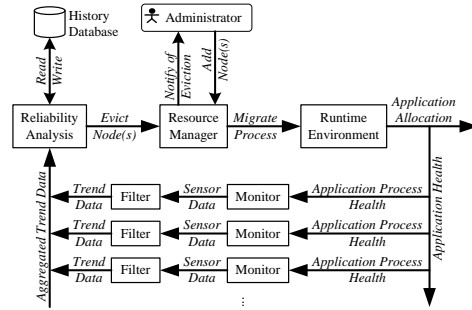 History
Database
Administrator
Read
Write
Notify of
Eviction
Add
Node(s)
Reliability
Analysis
Evict
Node(s)
Resource
Manager
Migrate
Process
Runtime
Environment
Application
Allocation
Aggregated Trend Data
Application Health
Trend
Data
Filter
Sensor
Data
Monitor
Application Process
Health
Trend
Data
Filter
Sensor
Data
Monitor
Application Process
Health
Trend
Data
Filter
Sensor
Data
Monitor
Application Process
Health
...